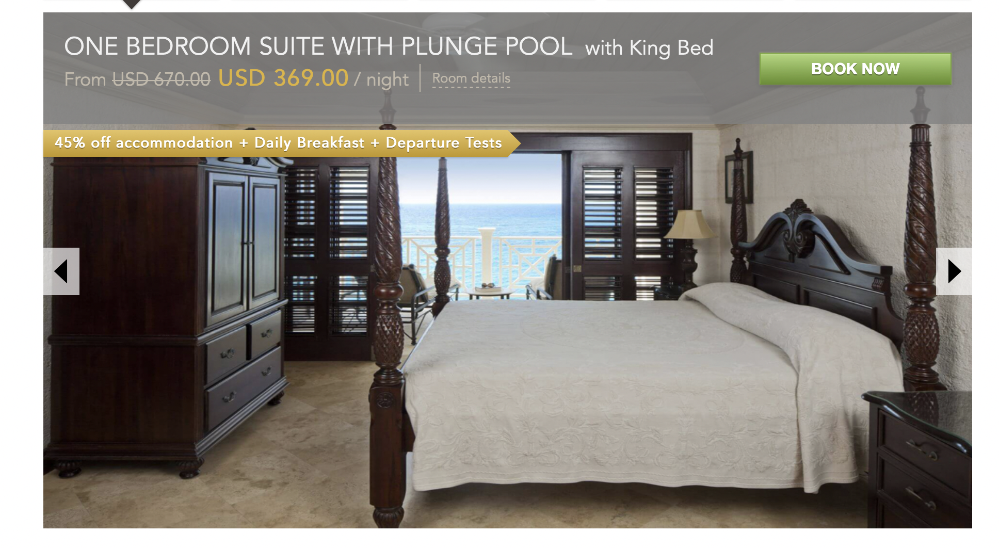 ONE BEDROOM SUITE WITH PLUNGE POOL with King Bed
From USD 670.00 USD 369.00 / night Room details
BOOK NOW
45% off accommodation + Daily Breakfast + Departure Tests